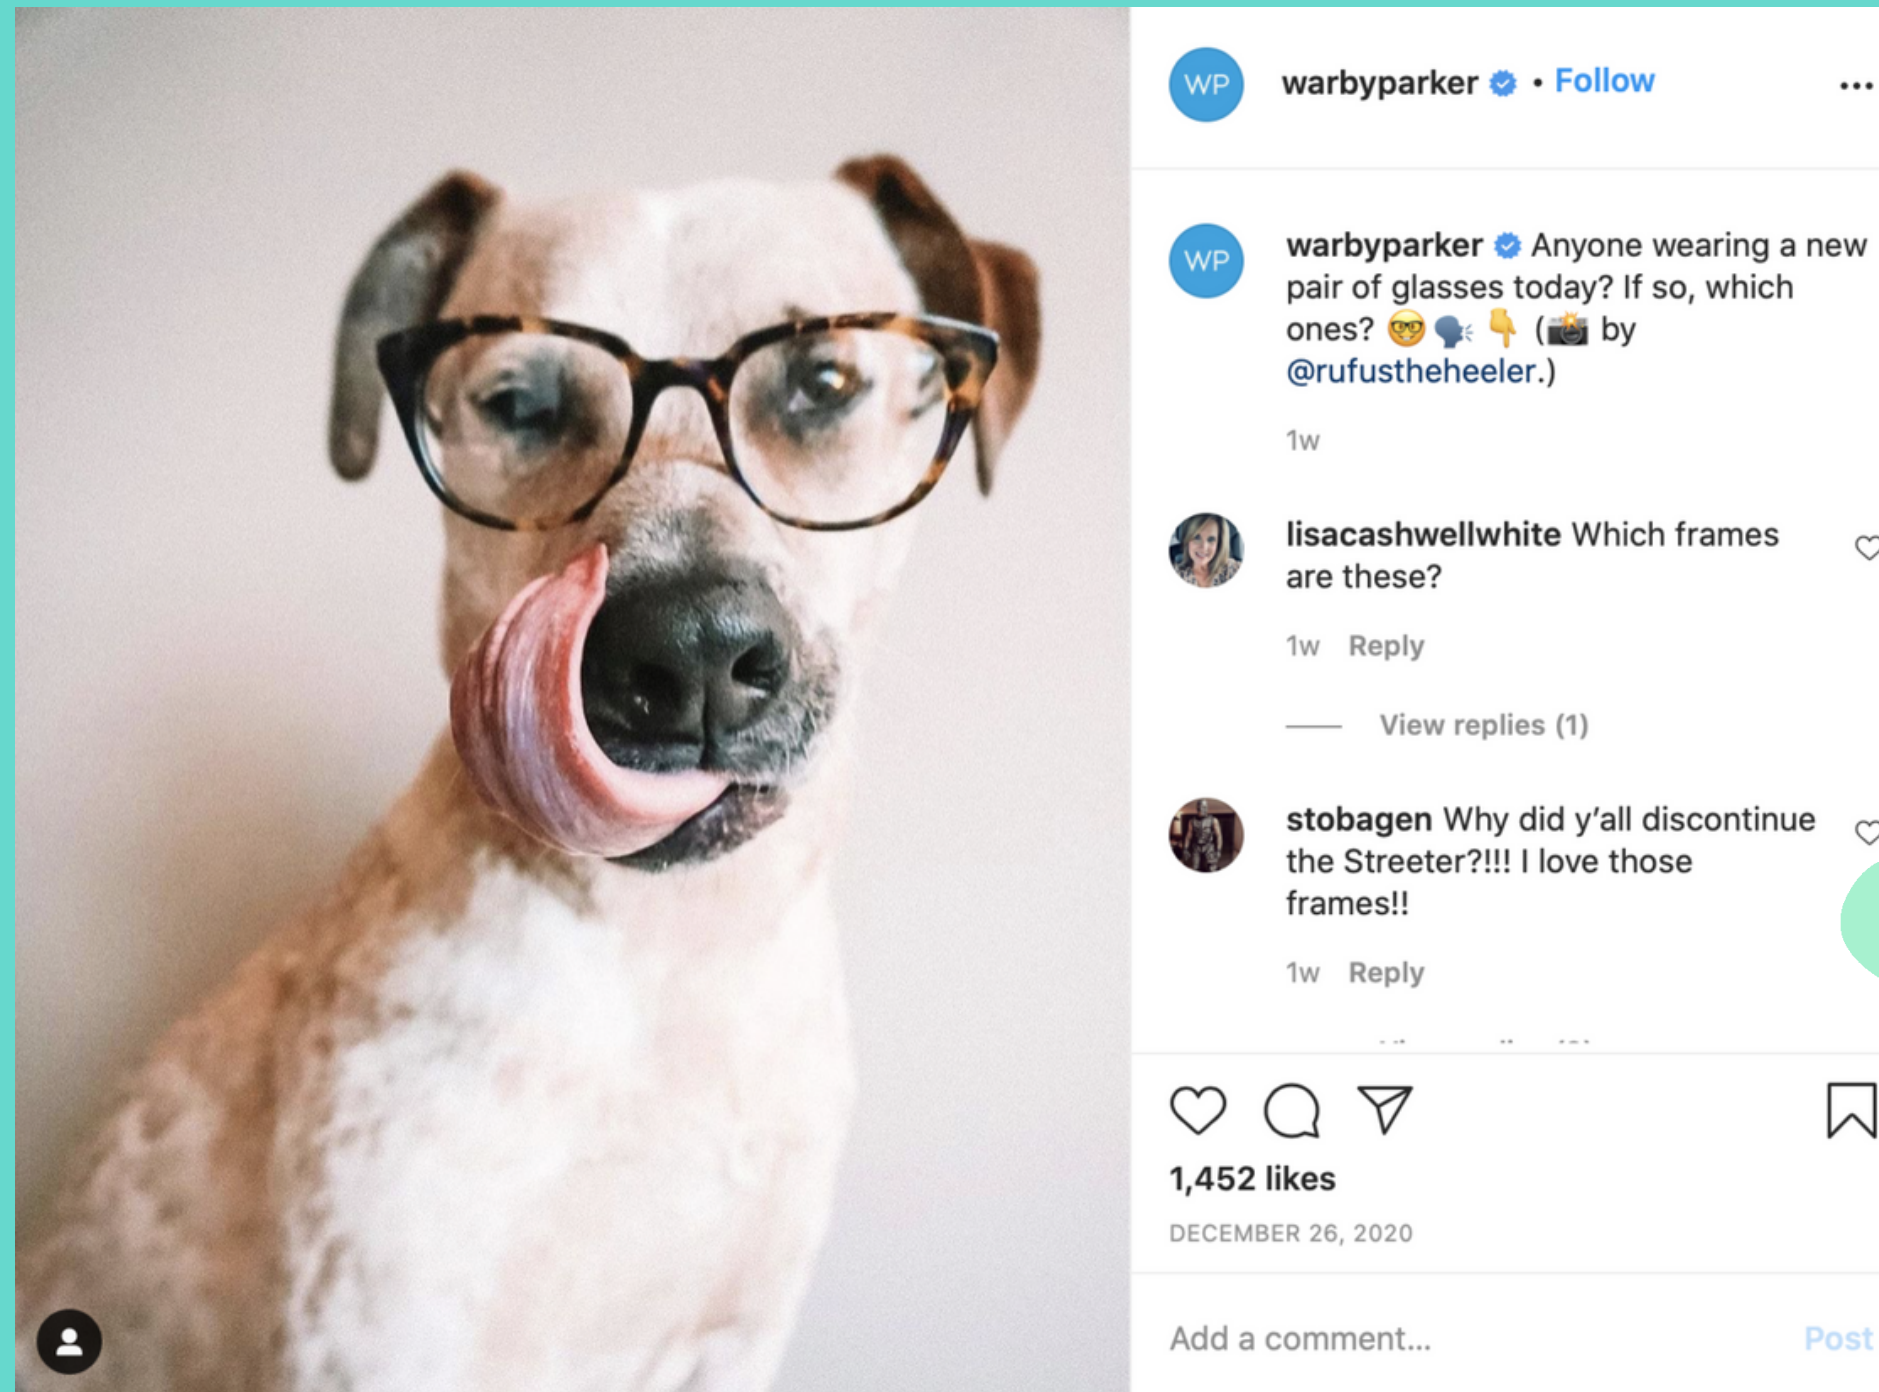 WP
warbyparker • Follow
WP
warbyparker Anyone wearing a new
pair of glasses today? If so, which
ones? 🤓 🗣️ 👇 (📸 by
@rufustheheeler.)
1w
lisacashwellwhite Which frames
are these?
1w Reply
View replies (1)
stobagen Why did y'all discontinue
the Streeter?!!! I love those
frames!!
1w Reply
1,452 likes
DECEMBER 26, 2020
Add a comment...
Post